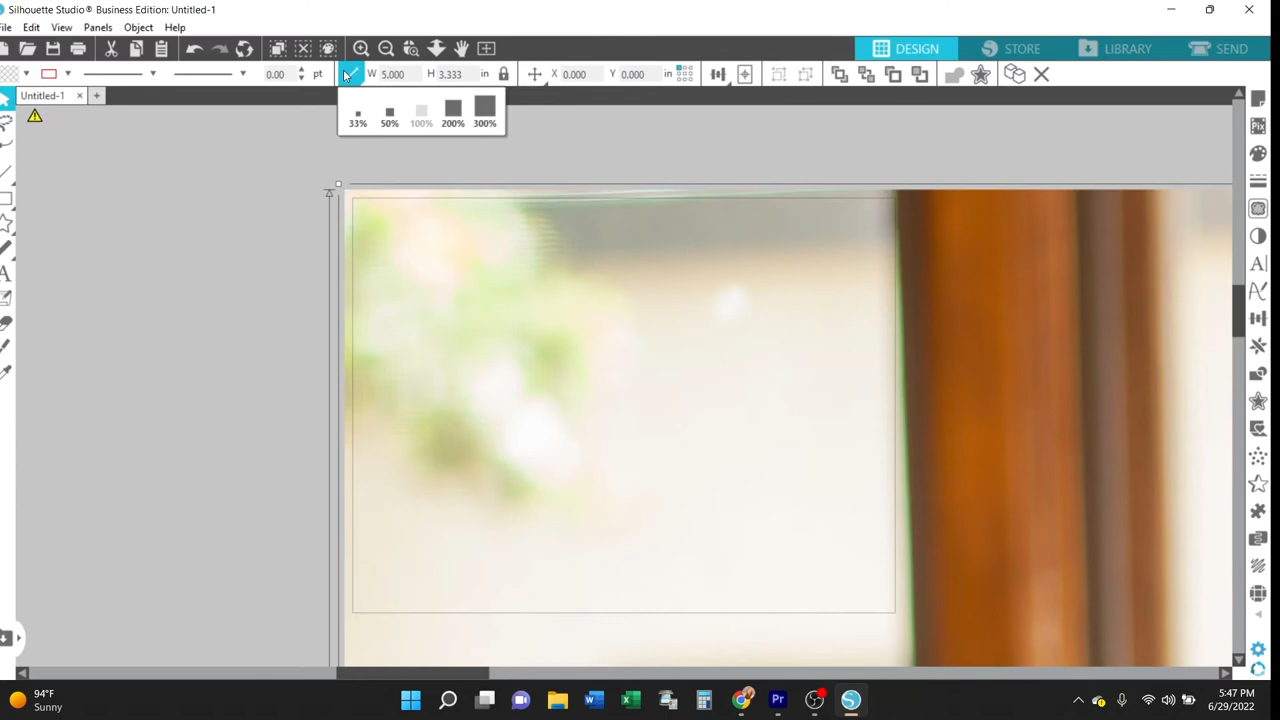 Silhouette Studio® Business Edition: Untitled-1
File Edit View Panels Object Help
DESIGN STORE LIBRARY SEND
0.00 pt W 5.000 H 3.333 in X 0.000 Y 0.000 in
Untitled-1
33% 50% 100% 200% 300%
94°F
Sunny
5:47 PM
6/29/2022